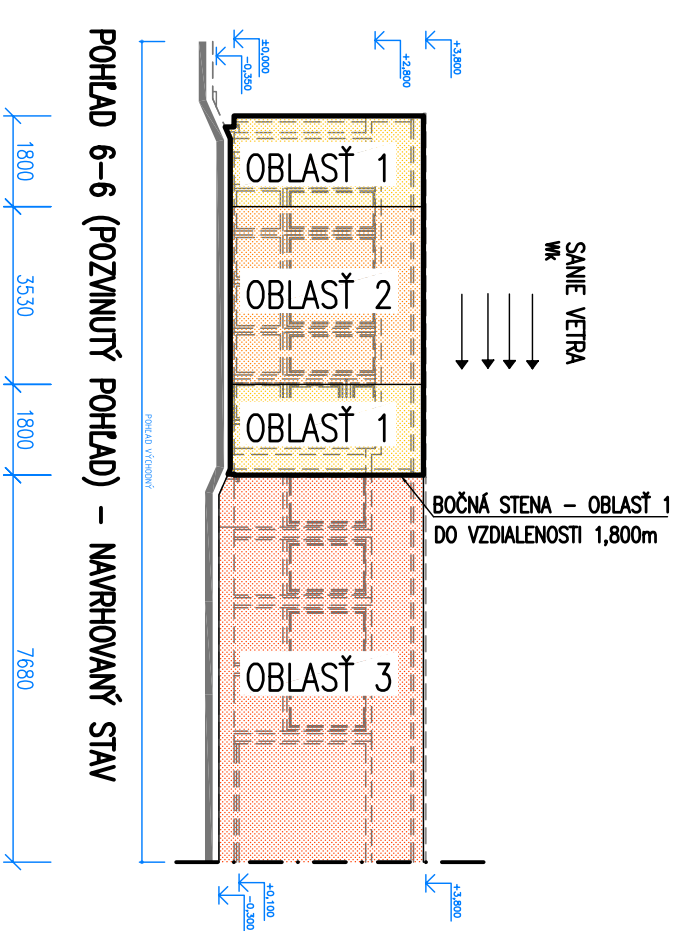 ±0,000
-0,350
+2,800
+3,800
SANIE VETRA
Wk
OBLASŤ 1
OBLASŤ 2
OBLASŤ 1
BOČNÁ STENA - OBLASŤ 1
DO VZDIALENOSTI 1,800m
OBLASŤ 3
+0,100
-0,300
+3,800
POHĽAD VÝCHODNÝ
POHĽAD 6-6 (POZVINUTÝ POHĽAD) - NAVRHOVANÝ STAV
1800
3530
1800
7680